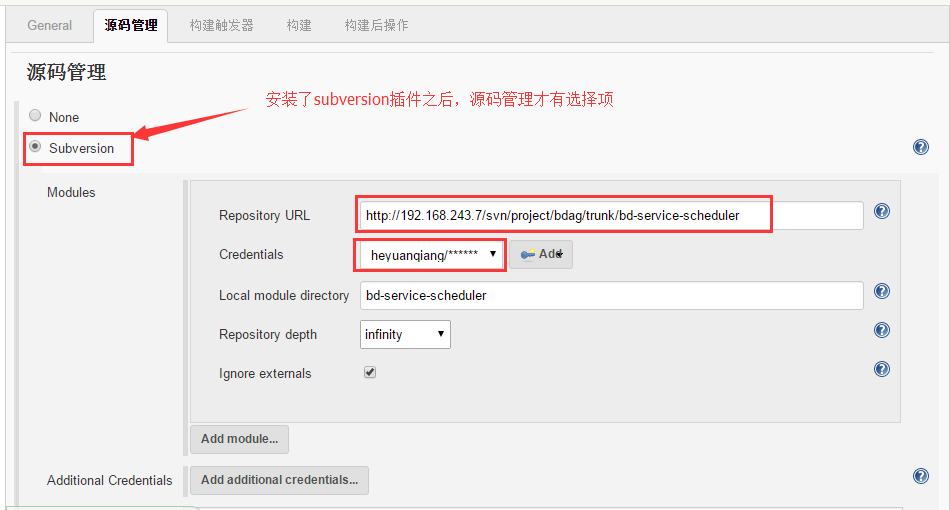 General 源码管理 构建触发器 构建 构建后操作
源码管理
安装了subversion插件之后，源码管理才有选择项
None
Subversion
Modules
Repository URL http://192.168.243.7/svn/project/bdag/trunk/bd-service-scheduler
Credentials heyuanqiang/****** Add
Local module directory bd-service-scheduler
Repository depth infinity
Ignore externals
Add module...
Additional Credentials Add additional credentials...